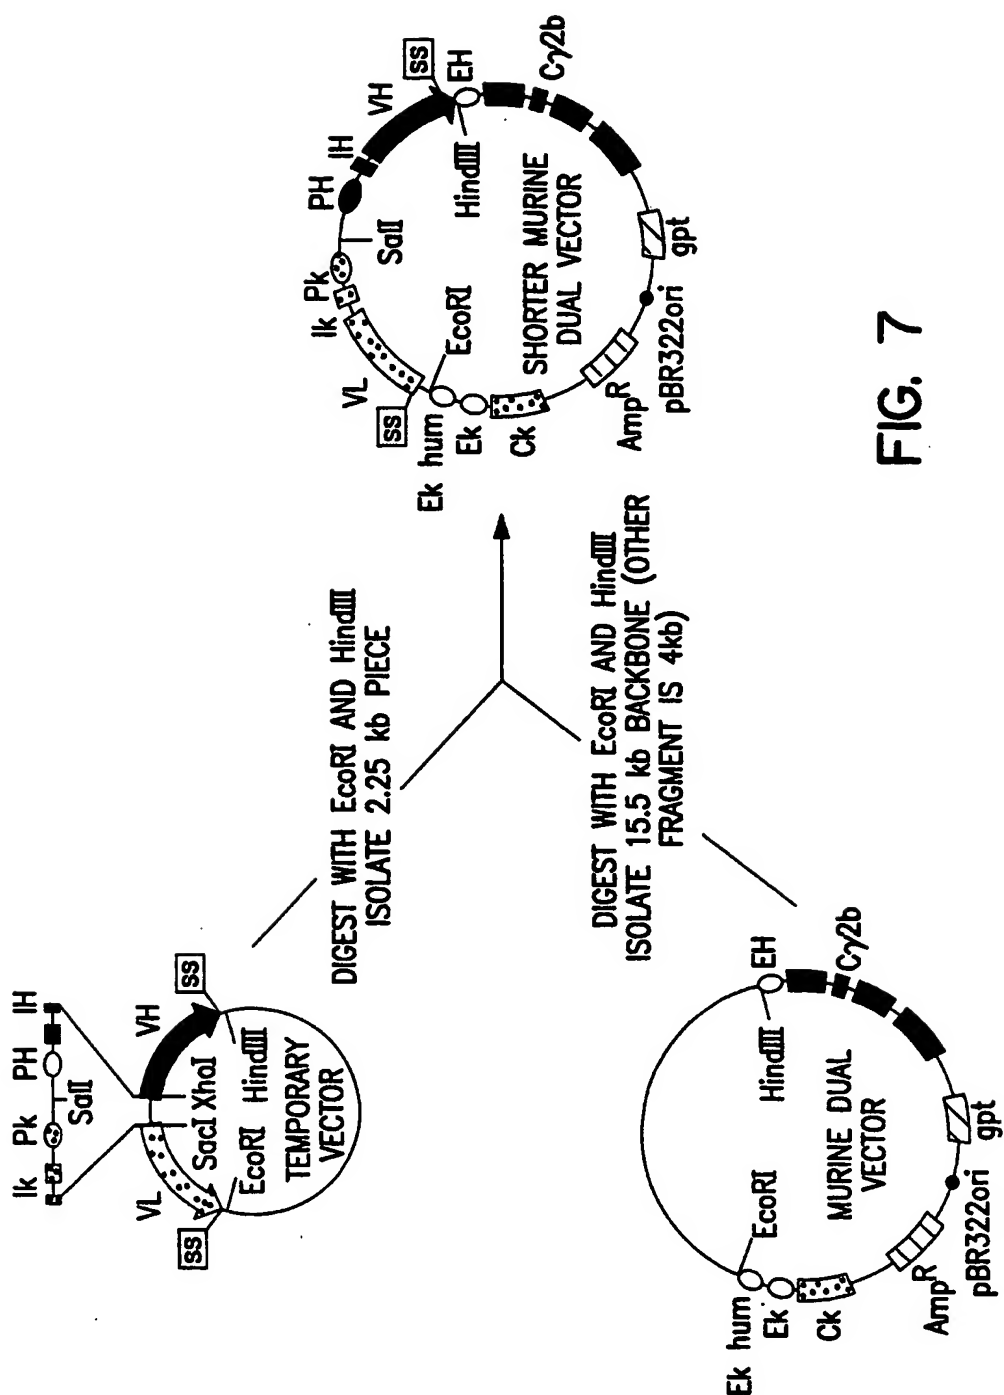 Ik Pk PH IH
SalI
VL VH
ss ss
SacI XhoI
EcoRI HindIII
TEMPORARY
VECTOR
DIGEST WITH EcoRI AND HindIII
ISOLATE 2.25 kb PIECE
DIGEST WITH EcoRI AND HindIII
ISOLATE 15.5 kb BACKBONE (OTHER
FRAGMENT IS 4kb)
Ek hum
Ek
Ck
EcoRI
HindIII
EH
Cγ2b
MURINE DUAL
VECTOR
AmpR
pBR322ori
gpt
Ik Pk PH IH
SalI
VL VH
ss ss
Ek hum
Ek
Ck
EcoRI
HindIII
EH
Cγ2b
SHORTER MURINE
DUAL VECTOR
AmpR
pBR322ori
gpt
FIG. 7